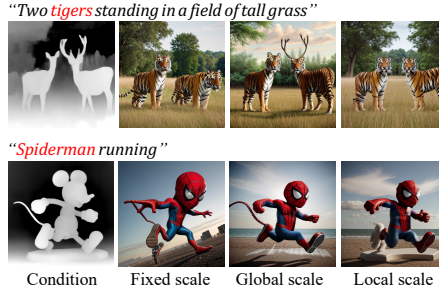 “Two tigers standing in a field of tall grass”
“Spiderman running”
Condition Fixed scale Global scale Local scale